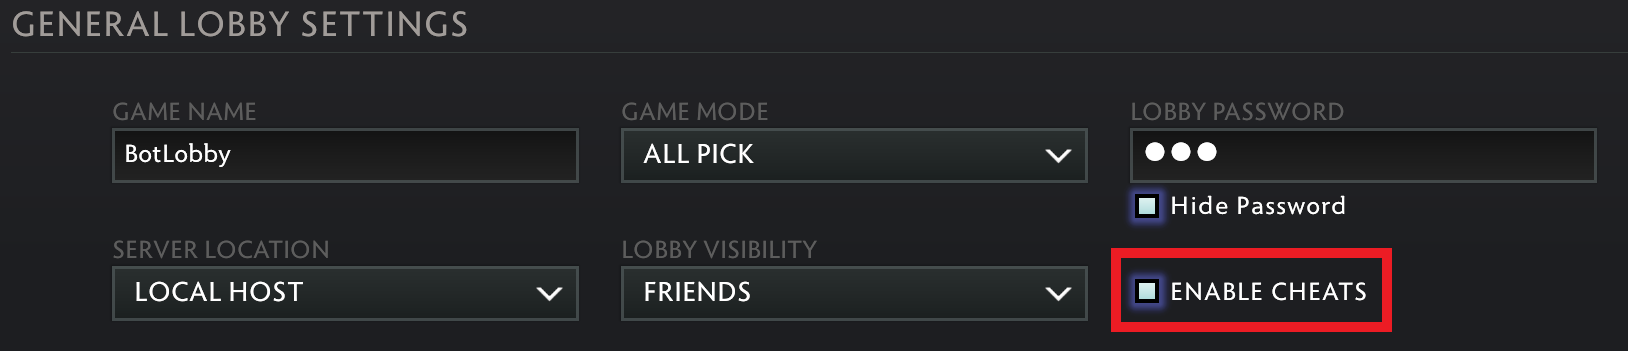 GENERAL LOBBY SETTINGS
GAME NAME
GAME MODE
LOBBY PASSWORD
BotLobby
ALL PICK
Hide Password
SERVER LOCATION
LOBBY VISIBILITY
LOCAL HOST
FRIENDS
ENABLE CHEATS